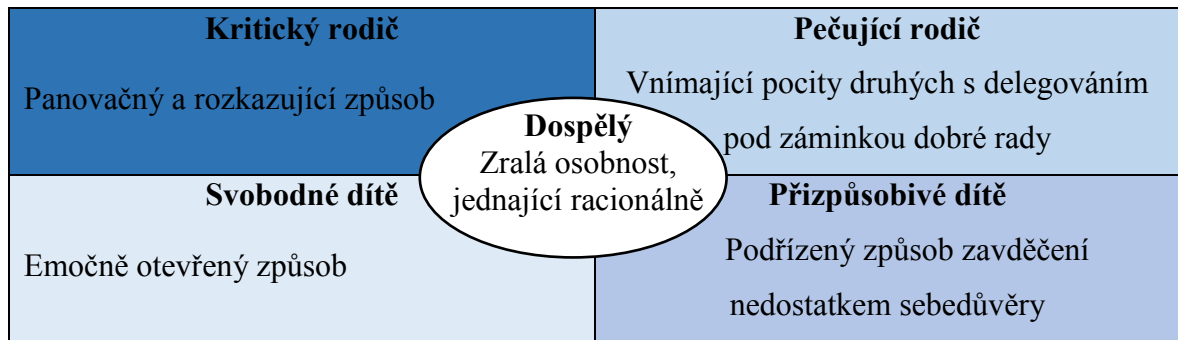 Kritický rodič
Panovačný a rozkazující způsob
Pečující rodič
Vnímající pocity druhých s delegováním
pod záminkou dobré rady
Dospělý
Zralá osobnost,
jednající racionálně
Svobodné dítě
Emočně otevřený způsob
Přizpůsobivé dítě
Podřízený způsob zavděčení
nedostatkem sebedůvěry